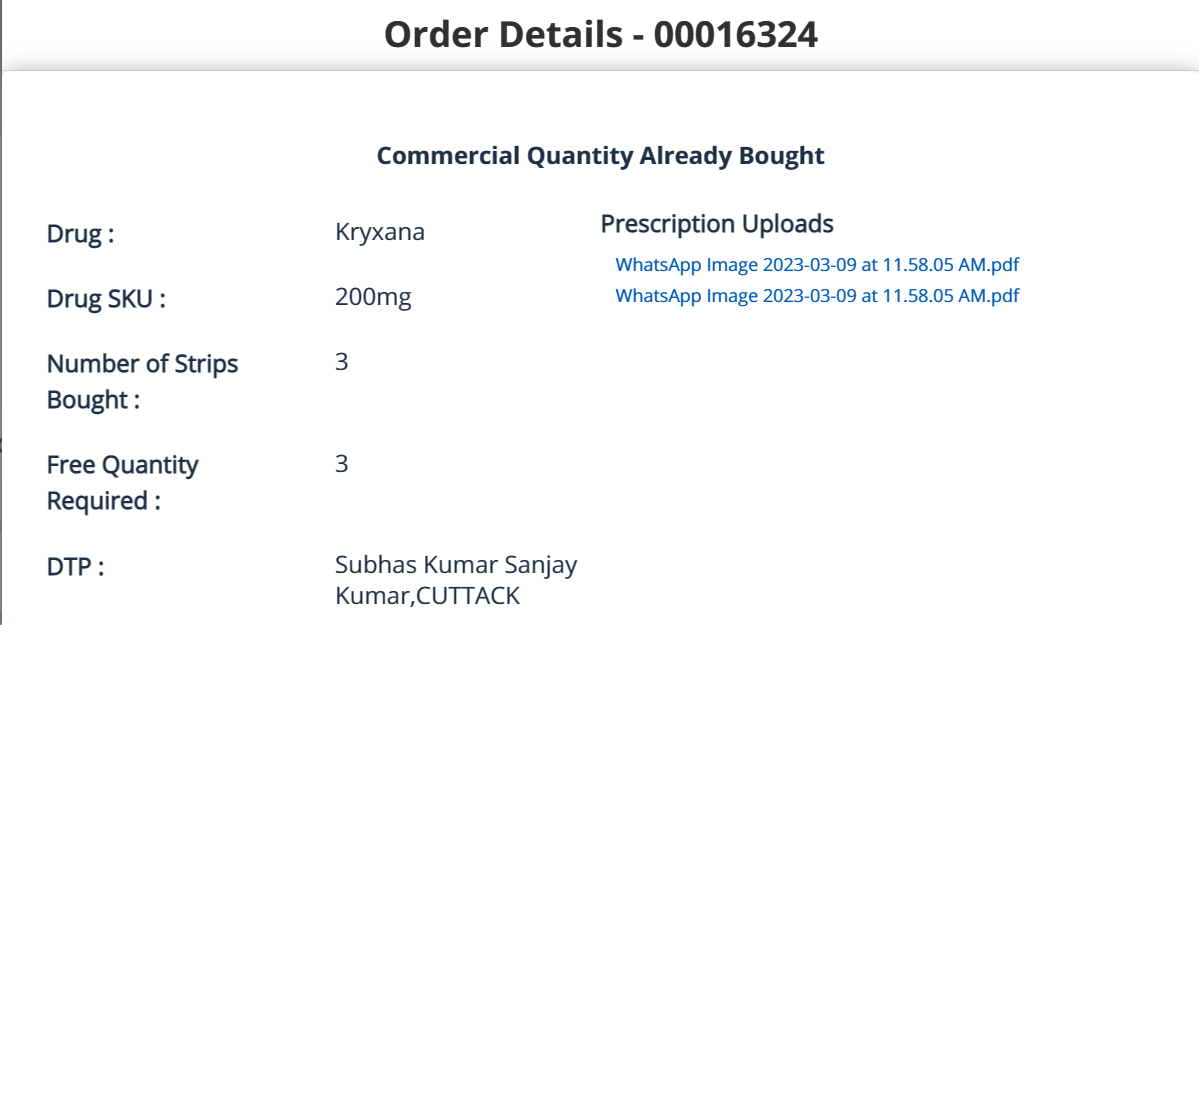 Order Details - 00016324
Commercial Quantity Already Bought
Drug :
Kryxana
Drug SKU :
200mg
Number of Strips
Bought :
3
Free Quantity
Required :
3
DTP :
Subhas Kumar Sanjay
Kumar,CUTTACK
Prescription Uploads
WhatsApp Image 2023-03-09 at 11.58.05 AM.pdf
WhatsApp Image 2023-03-09 at 11.58.05 AM.pdf